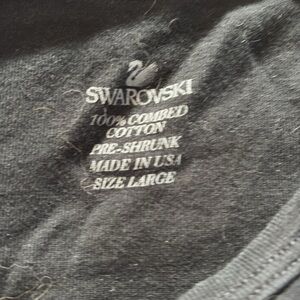 SWAROVSKI
100% COMBED
COTTON
PRE-SHRUNK
MADE IN USA
SIZE LARGE